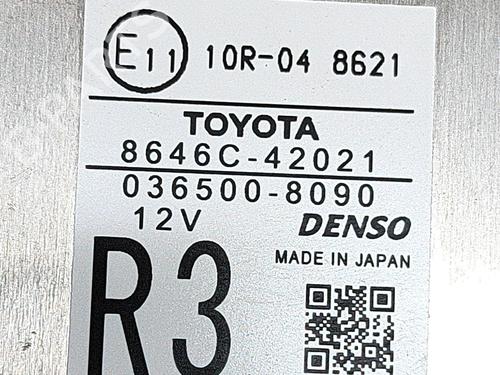 E11 10R-04 8621
TOYOTA
8646C-42021
036500-8090
12V DENSO
MADE IN JAPAN
R3